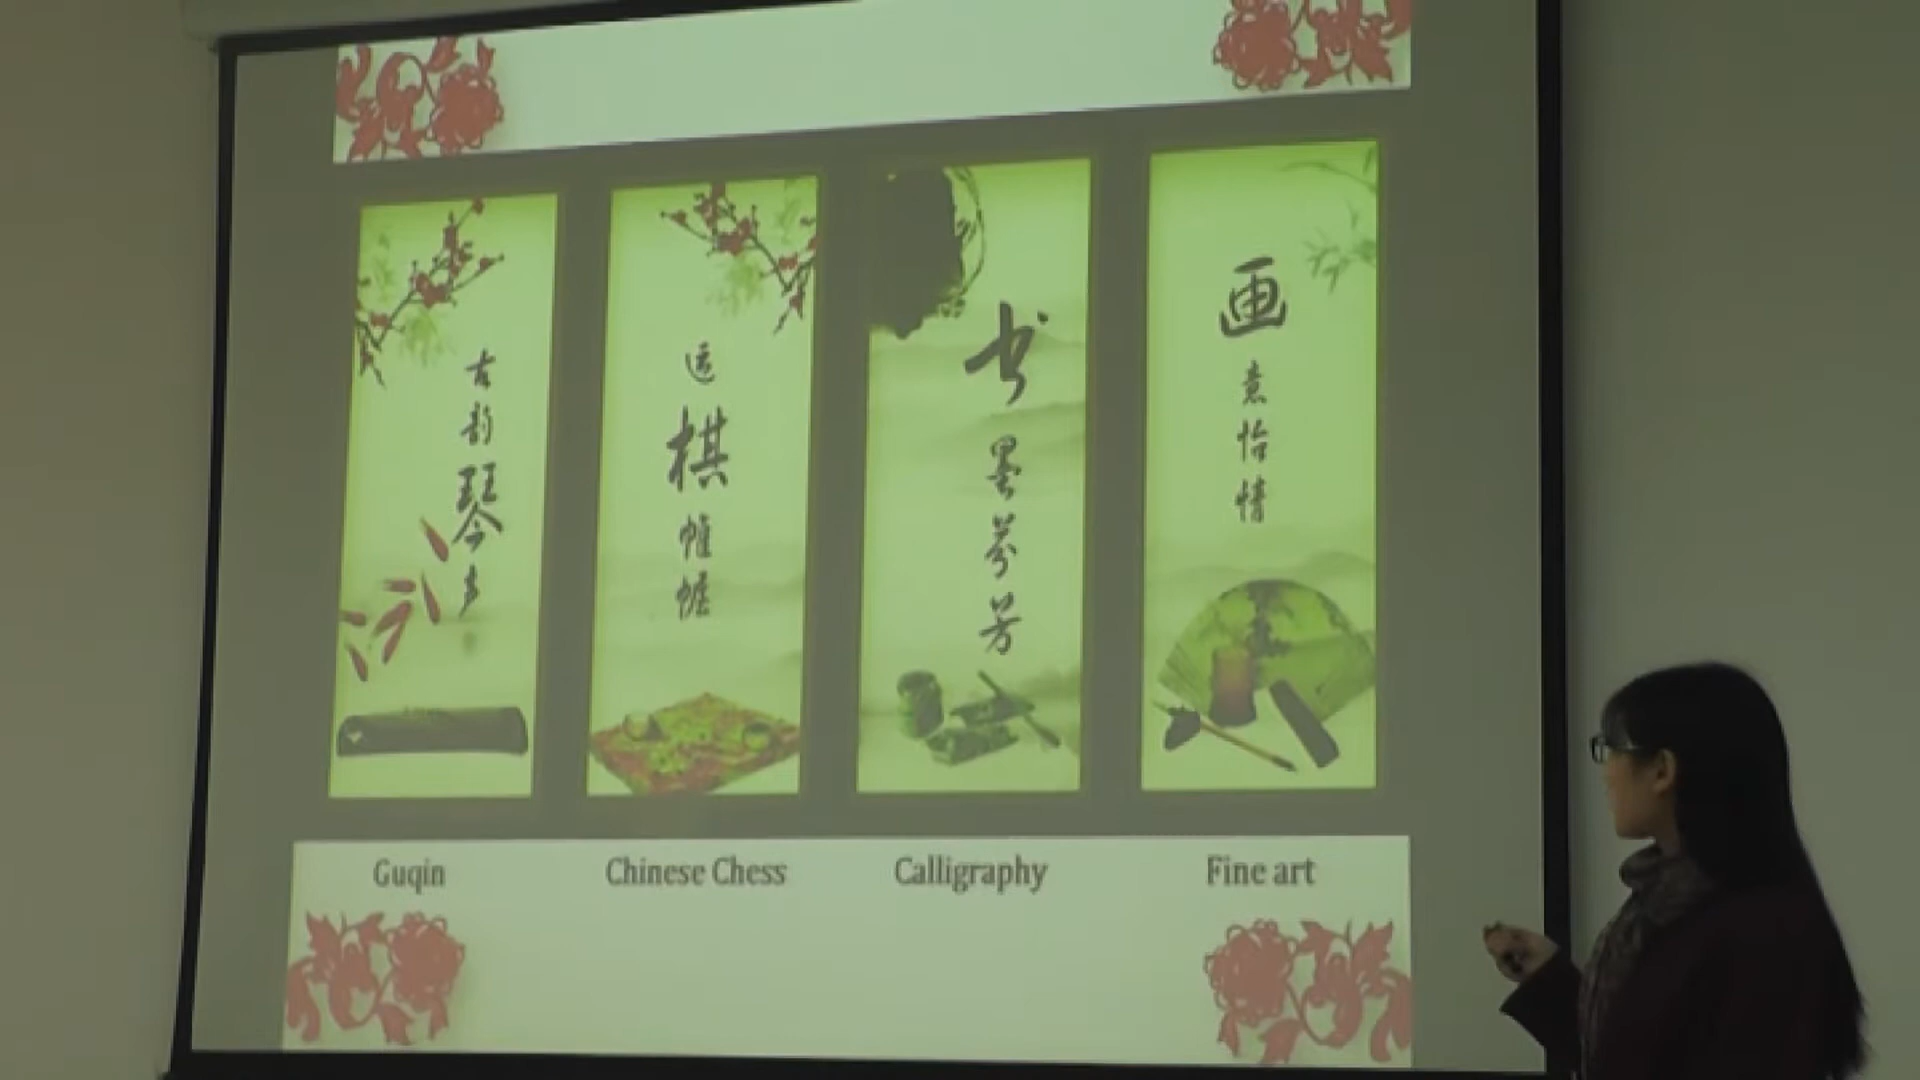 古韵琴声
运棋帷幄
书墨芬芳
画意怡情
Guqin
Chinese Chess
Calligraphy
Fine art